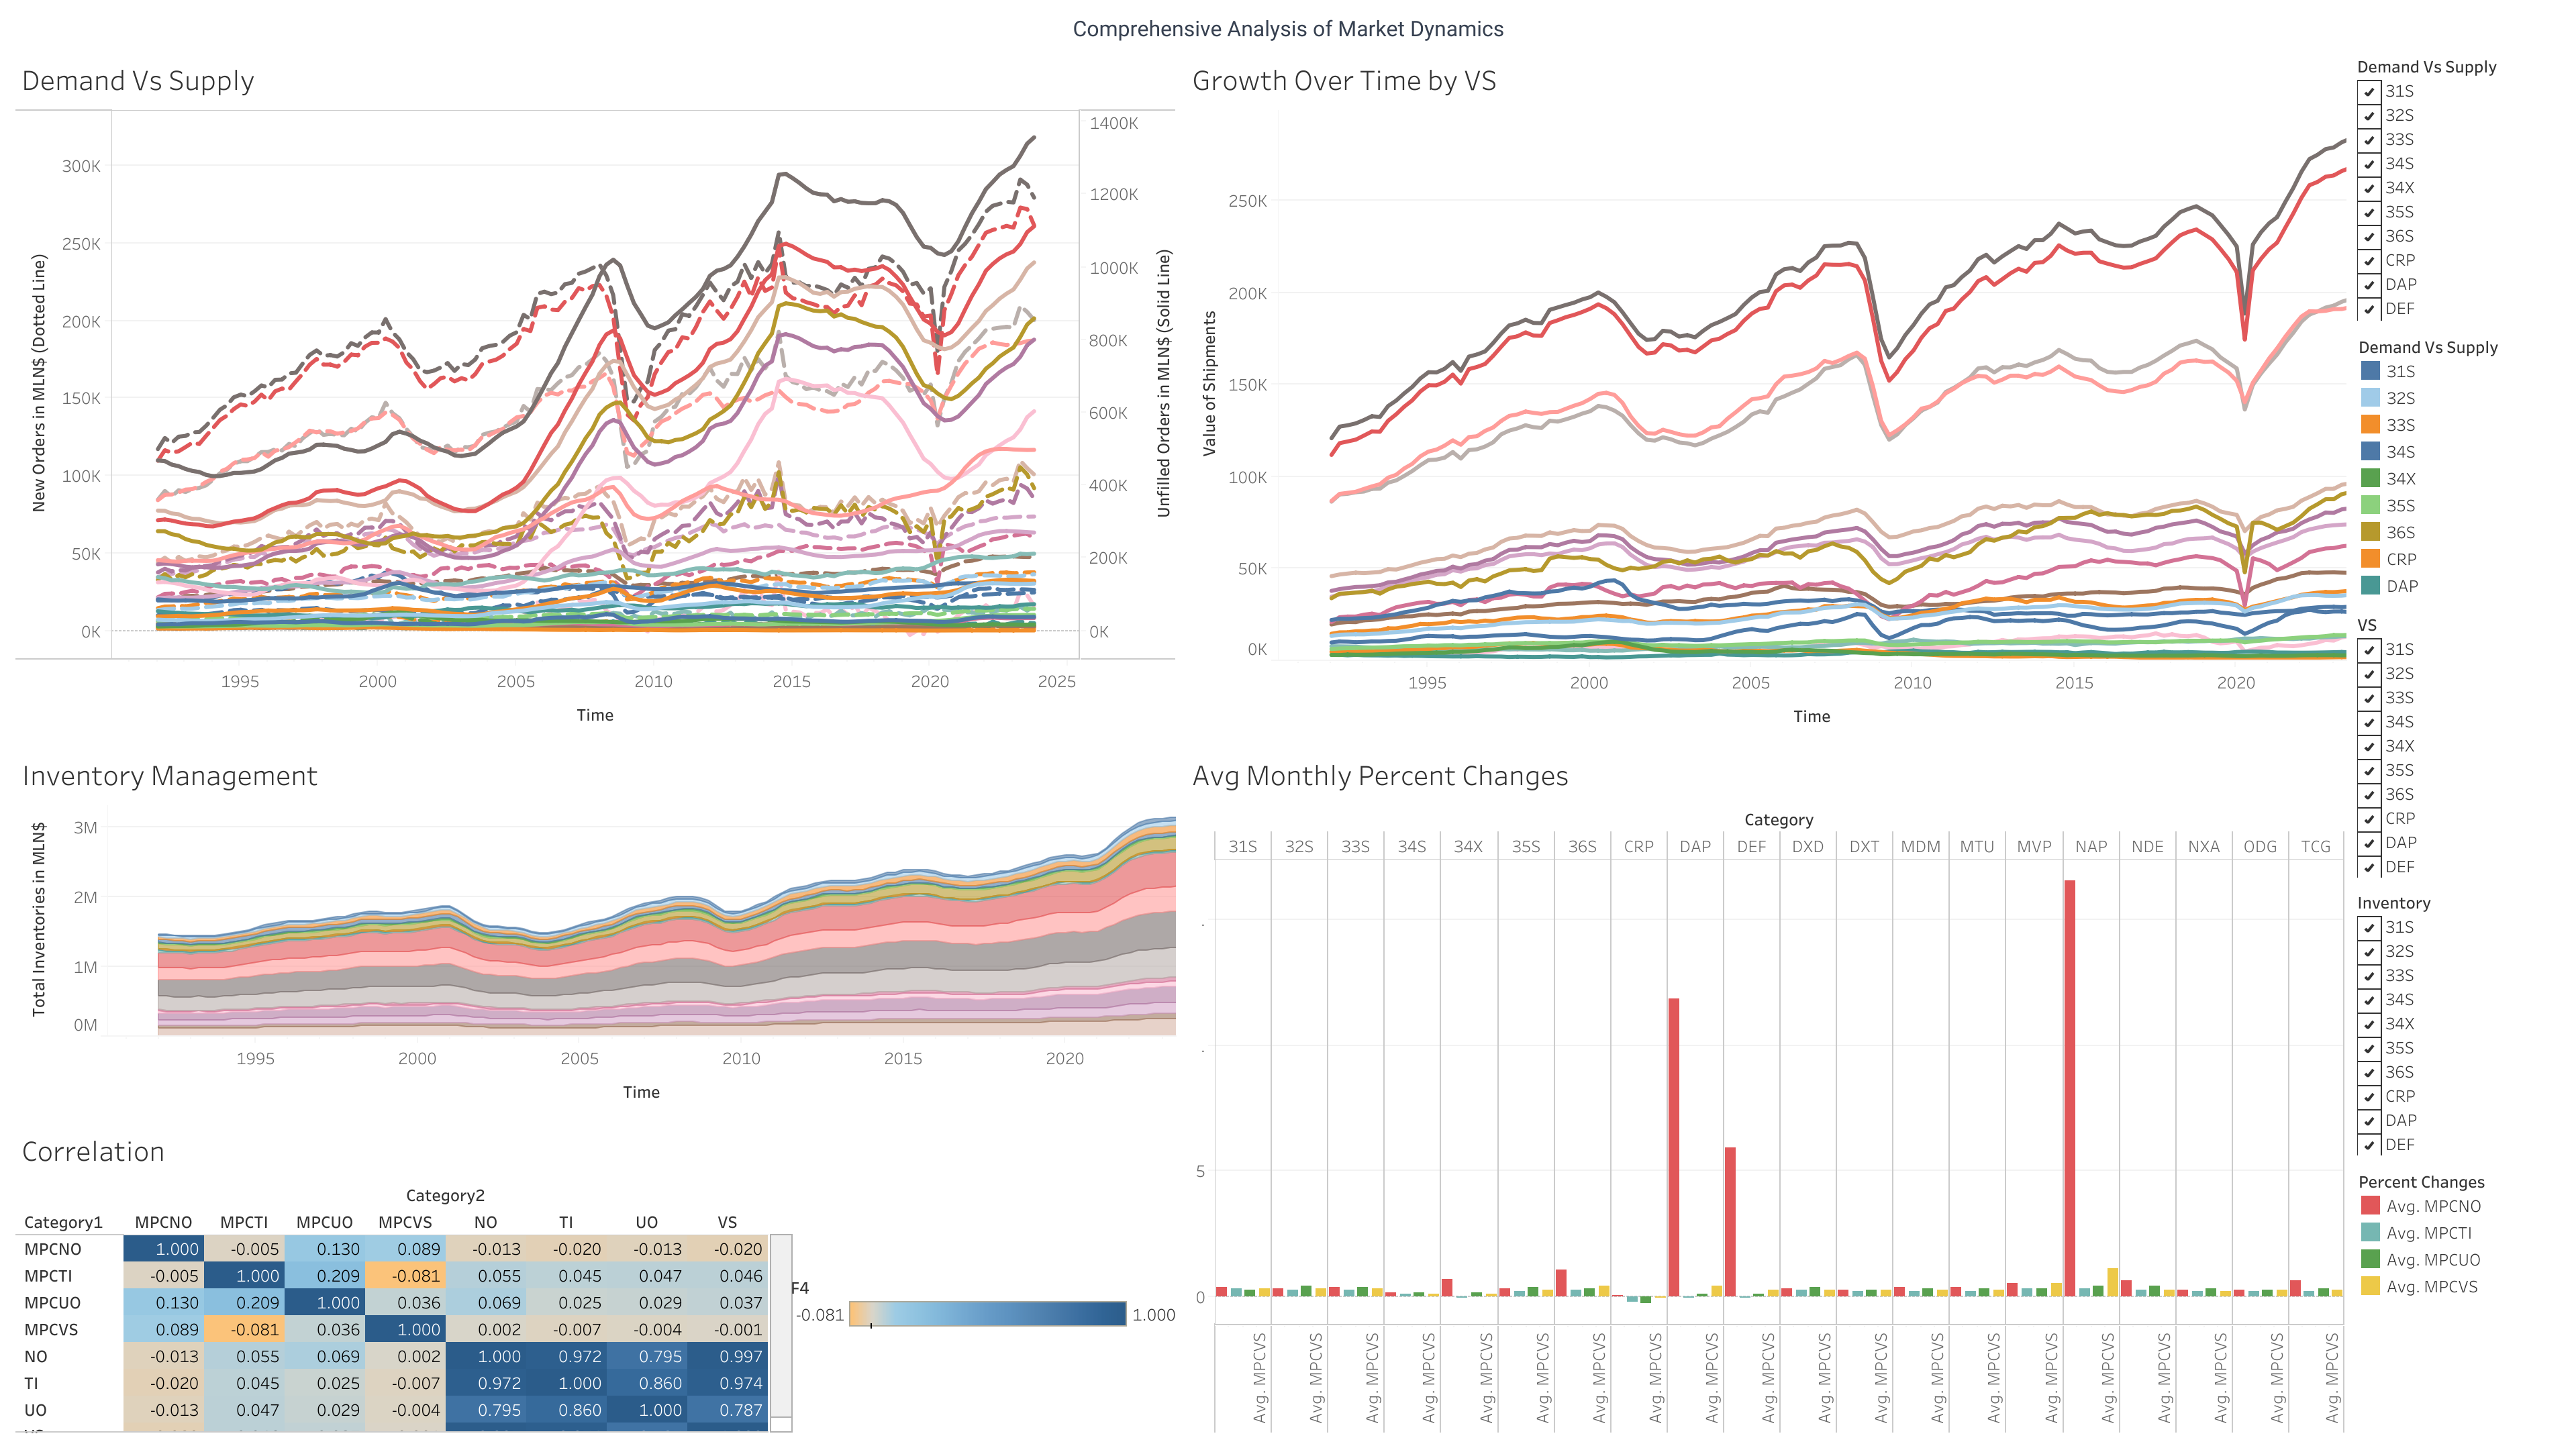 Comprehensive Analysis of Market Dynamics
Demand Vs Supply
New Orders in MLN$ (Dotted Line)
300K
250K
200K
150K
100K
50K
0K
1400K
1200K
1000K
800K
600K
400K
200K
0K
Unfilled Orders in MLN$ (Solid Line)
1995 2000 2005 2010 2015 2020 2025
Time
Growth Over Time by VS
Value of Shipments
250K
200K
150K
100K
50K
0K
1995 2000 2005 2010 2015 2020
Time
Inventory Management
Total Inventories in MLN$
3M
2M
1M
0M
1995 2000 2005 2010 2015 2020
Time
Avg Monthly Percent Changes
Category
31S 32S 33S 34S 34X 35S 36S CRP DAP DEF DXD DXT MDM MTU MVP NAP NDE NXA ODG TCG
5
0
Avg. MPCVS Avg. MPCVS Avg. MPCVS Avg. MPCVS Avg. MPCVS Avg. MPCVS Avg. MPCVS Avg. MPCVS Avg. MPCVS Avg. MPCVS Avg. MPCVS Avg. MPCVS Avg. MPCVS Avg. MPCVS Avg. MPCVS Avg. MPCVS Avg. MPCVS Avg. MPCVS Avg. MPCVS Avg. MPCVS
Correlation
Category2
Category1 MPCNO MPCTI MPCUO MPCVS NO TI UO VS
MPCNO 1.000 -0.005 0.130 0.089 -0.013 -0.020 -0.013 -0.020
MPCTI -0.005 1.000 0.209 -0.081 0.055 0.045 0.047 0.046
MPCUO 0.130 0.209 1.000 0.036 0.069 0.025 0.029 0.037
MPCVS 0.089 -0.081 0.036 1.000 0.002 -0.007 -0.004 -0.001
NO -0.013 0.055 0.069 0.002 1.000 0.972 0.795 0.997
TI -0.020 0.045 0.025 -0.007 0.972 1.000 0.860 0.974
UO -0.013 0.047 0.029 -0.004 0.795 0.860 1.000 0.787
F4
-0.081 1.000
Demand Vs Supply
31S
32S
33S
34S
34X
35S
36S
CRP
DAP
DEF
Demand Vs Supply
31S
32S
33S
34S
34X
35S
36S
CRP
DAP
VS
31S
32S
33S
34S
34X
35S
36S
CRP
DAP
DEF
Inventory
31S
32S
33S
34S
34X
35S
36S
CRP
DAP
DEF
Percent Changes
Avg. MPCNO
Avg. MPCTI
Avg. MPCUO
Avg. MPCVS